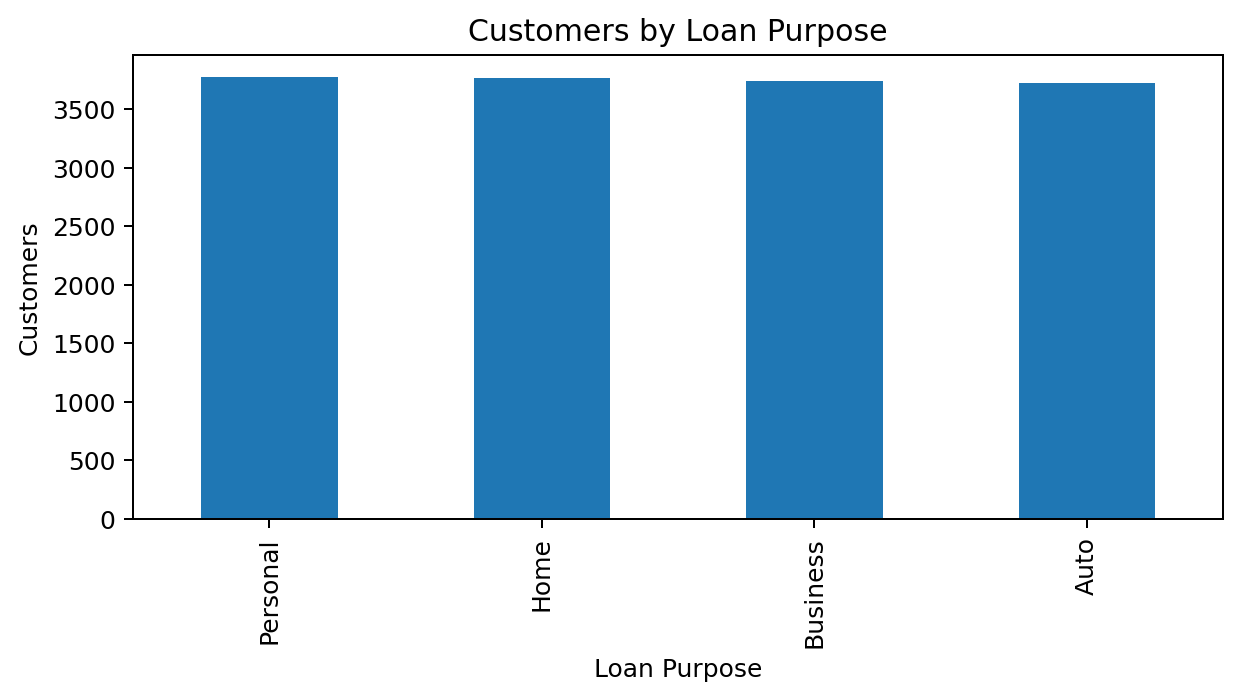 Customers by Loan Purpose
Customers
3500
3000
2500
2000
1500
1000
500
0
Personal
Home
Business
Auto
Loan Purpose